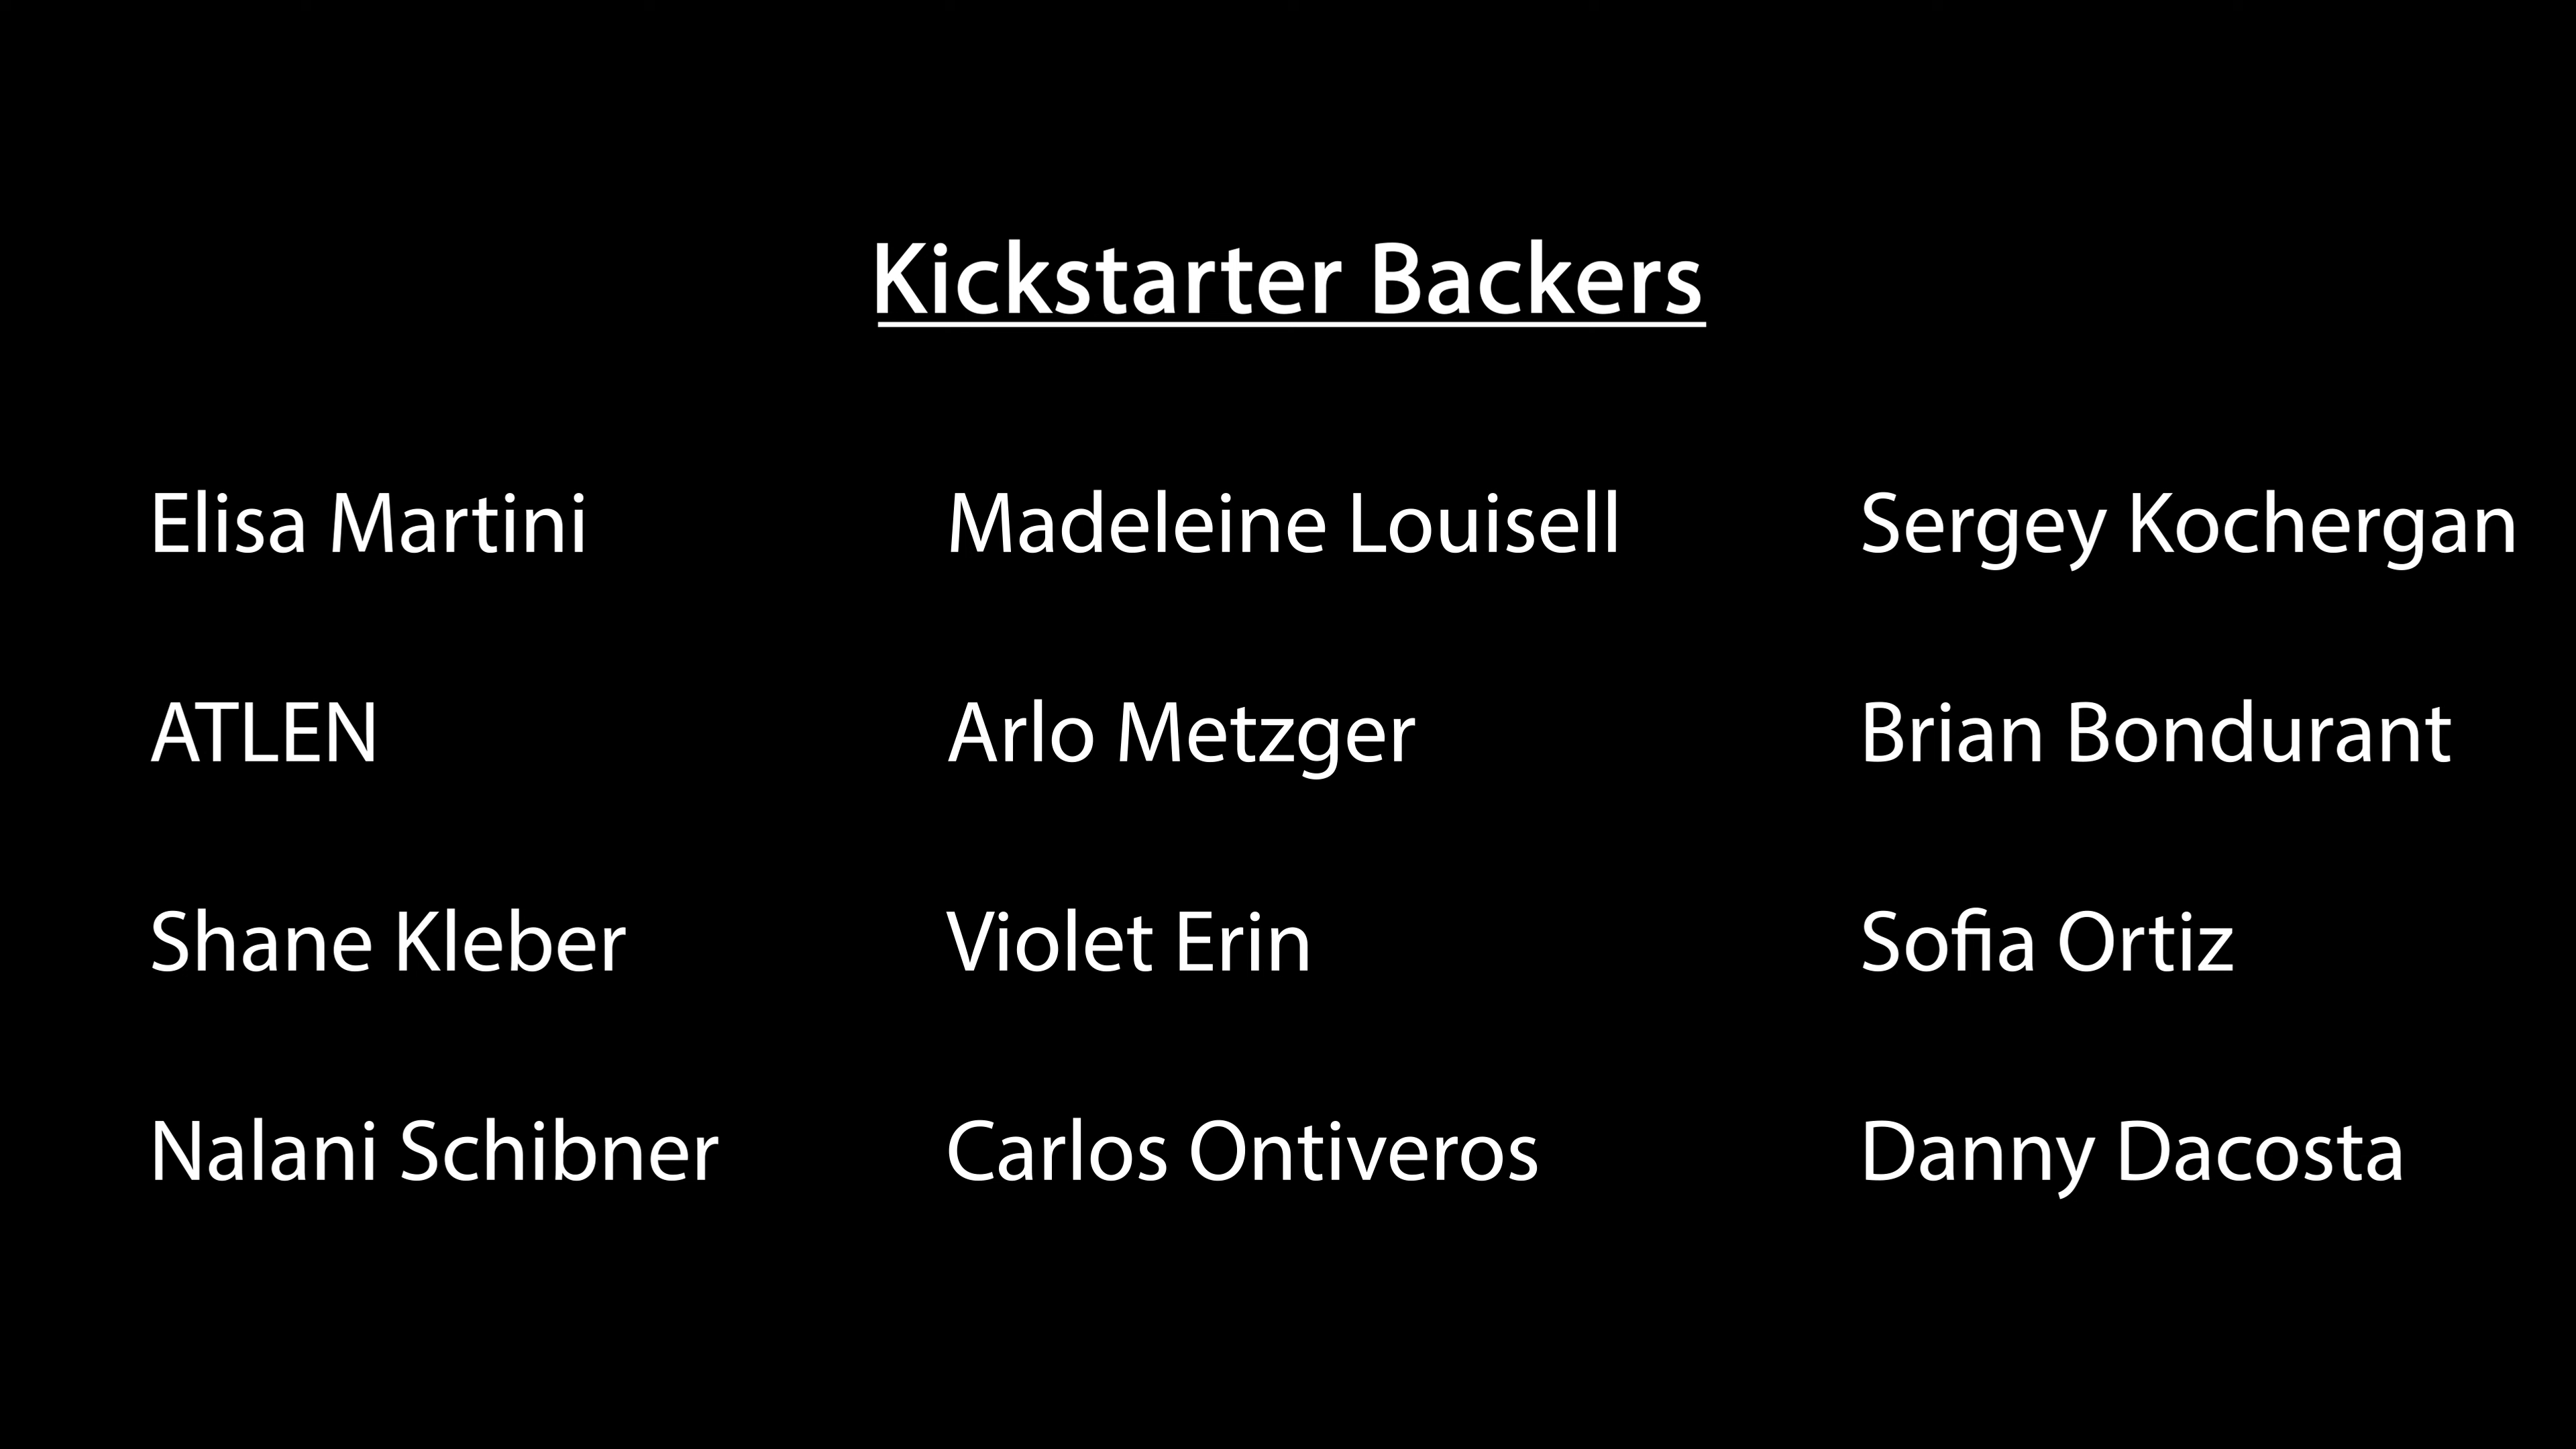 Kickstarter Backers
Elisa Martini Madeleine Louisell Sergey Kochergan
ATLEN Arlo Metzger Brian Bondurant
Shane Kleber Violet Erin Sofia Ortiz
Nalani Schibner Carlos Ontiveros Danny Dacosta